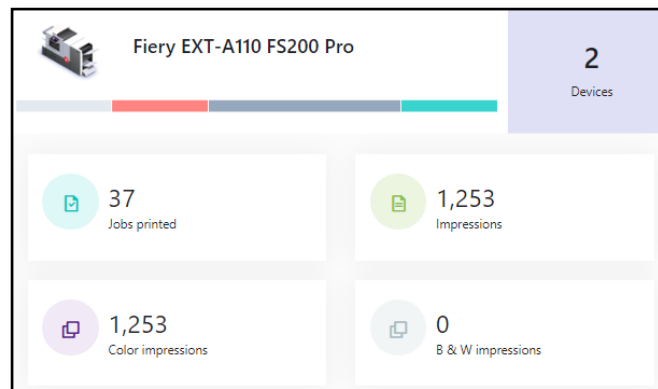 Fiery EXT-A110 FS200 Pro
2
Devices
37
Jobs printed
1,253
Impressions
1,253
Color impressions
0
B & W impressions